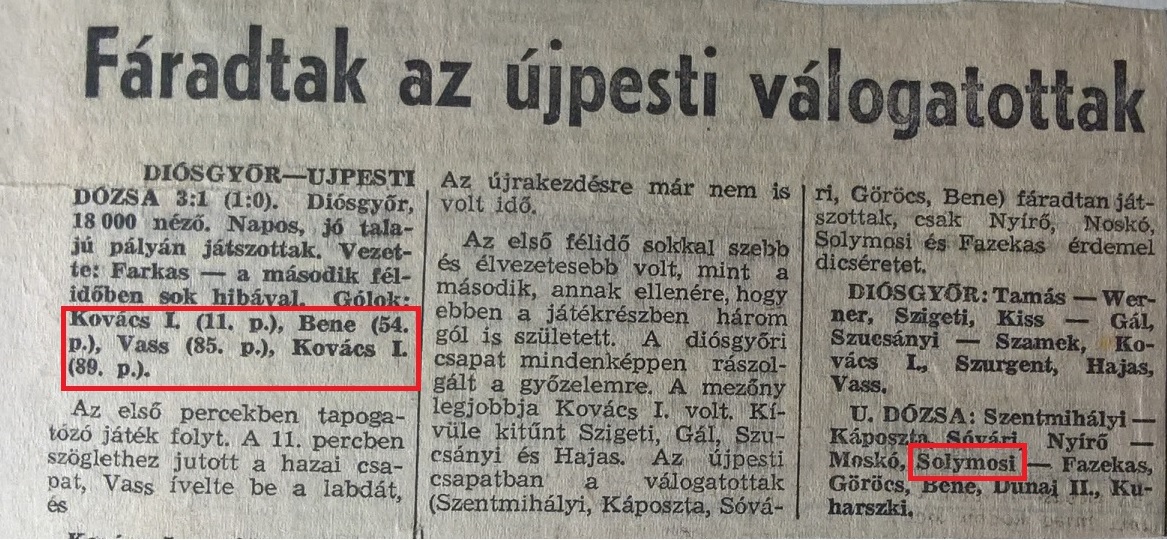 Fáradtak az újpesti válogatottak
DIÓSGYŐR—UJPESTI
DÓZSA 3:1 (1:0). Diósgyőr,
18 000 néző. Napos, jó tala-
jú pályán játszottak. Vezet-
te: Farkas — a második fél-
időben sok hibával. Gólok:
Kovács I. (11. p.), Bene (54.
p.), Vass (85. p.), Kovács I.
(89. p.).
Az első percekben tapoga-
tózó játék folyt. A 11. percben
szöglethez jutott a hazai csa-
pat, Vass ívelte be a labdát,
és
Az újrakezdésre már nem is
volt idő.
Az első félidő sokkal szebb
és élvezetesebb volt, mint a
második, annak ellenére, hogy
ebben a játékrészben három
gól is született. A diósgyőri
csapat mindenképpen rászol-
gált a győzelemre. A mezőny
legjobbja Kovács I. volt. Kí-
vüle kitűnt Szigeti, Gál, Szu-
csányi és Hajas. Az újpesti
csapatban a válogatottak
(Szentmihályi, Káposzta, Sóvá-
ri, Göröcs, Bene) fáradtan ját-
szottak, csak Nyírő, Noskó,
Solymosi és Fazekas érdemel
dicséretet.
DIÓSGYŐR: Tamás — Wer-
ner, Szigeti, Kiss — Gál,
Szucsányi — Szamek, Ko-
vács I., Szurgent, Hajas,
Vass.
U. DÓZSA: Szentmihályi —
Káposzta, Sóvári, Nyírő —
Moskó, Solymosi — Fazekas,
Göröcs, Bene, Dunai II., Ku-
harszki.